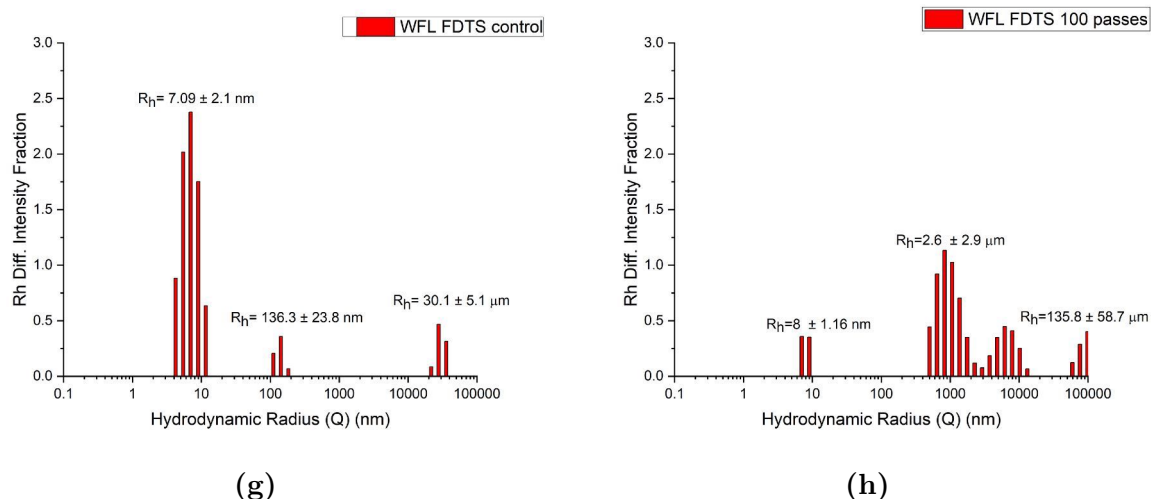 WFL FDTS control
3.0
2.5
2.0
1.5
1.0
0.5
0.0
Rh Diff. Intensity Fraction
Rh= 7.09 ± 2.1 nm
Rh= 136.3 ± 23.8 nm
Rh= 30.1 ± 5.1 μm
0.1 1 10 100 1000 10000 100000
Hydrodynamic Radius (Q) (nm)
(g)
WFL FDTS 100 passes
3.0
2.5
2.0
1.5
1.0
0.5
0.0
Rh Diff. Intensity Fraction
Rh=2.6 ± 2.9 μm
Rh=8 ± 1.16 nm
Rh=135.8 ± 58.7 μm
0.1 1 10 100 1000 10000 100000
Hydrodynamic Radius (Q) (nm)
(h)